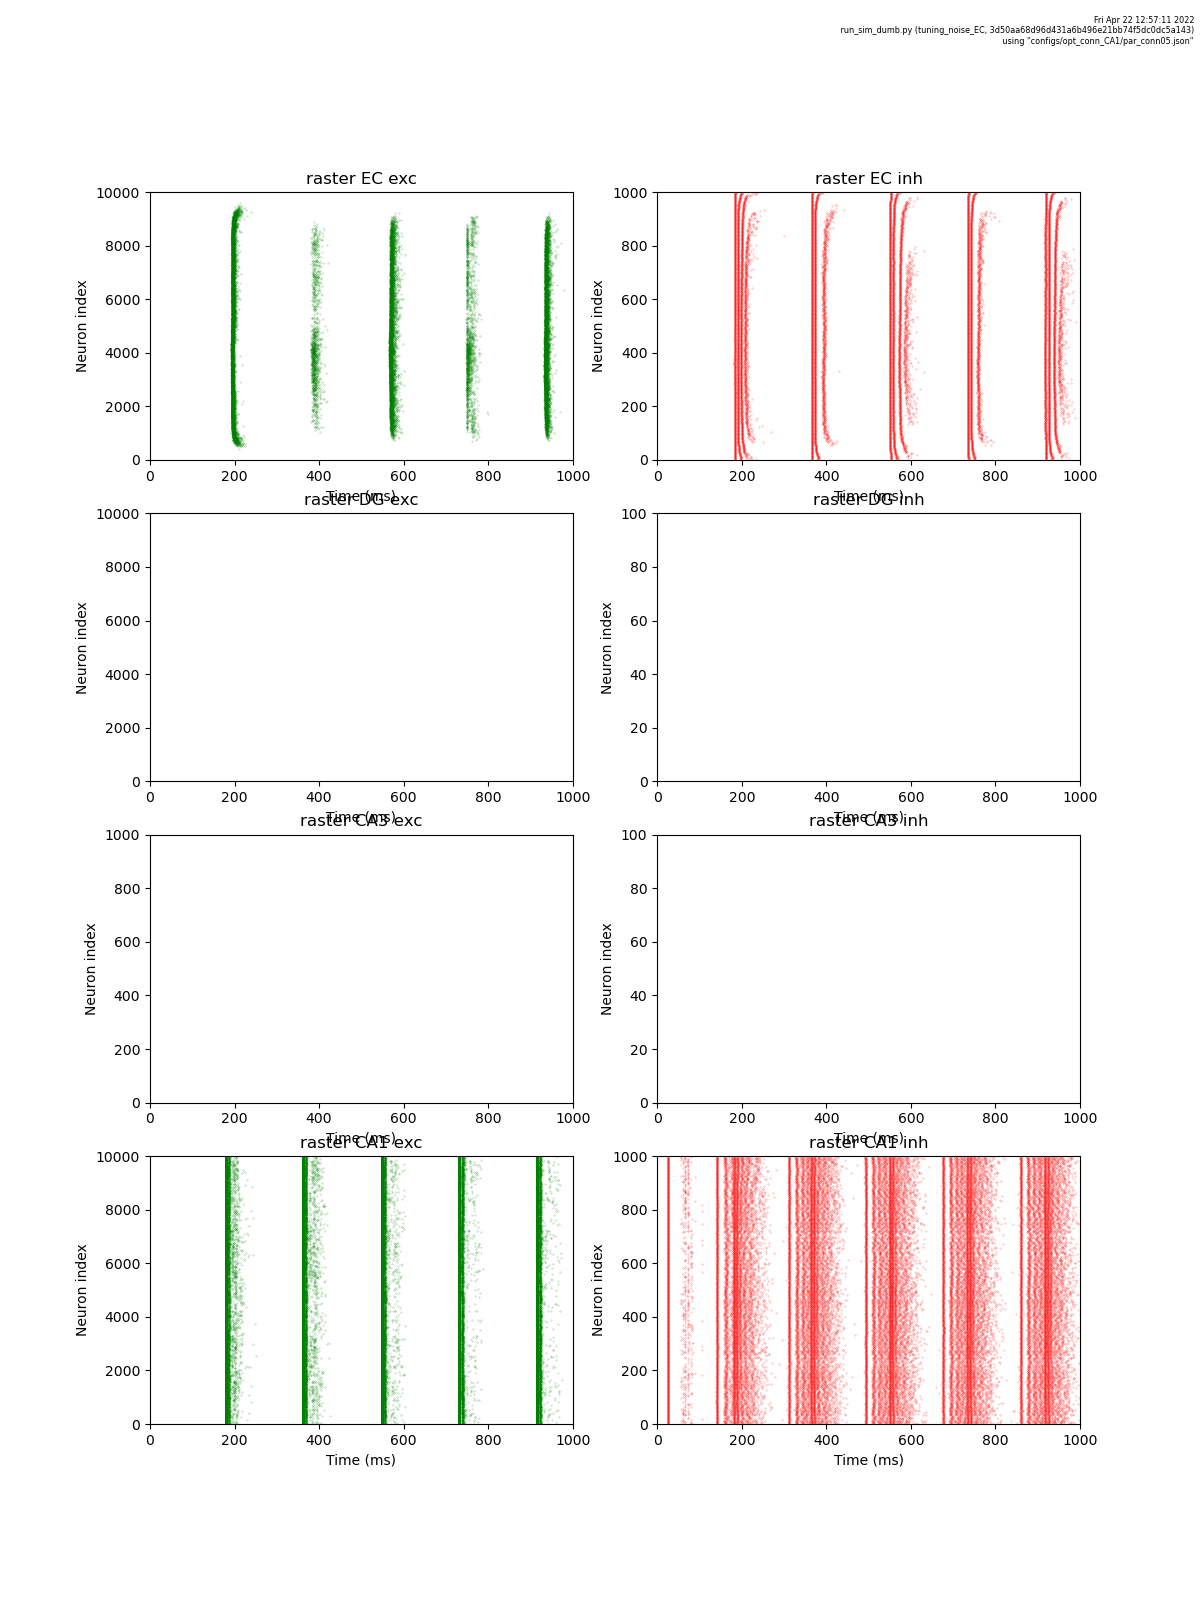 Fri Apr 22 12:57:11 2022
run_sim_dumb.py (tuning_noise_EC, 3d50aa68d96d431a6b496e21bb74f5dc0dc5a143)
using "configs/opt_conn_CA1/par_conn05.json"
raster EC exc
10000
8000
6000
4000
2000
0
Neuron index
0 200 400 600 800 1000
Time (ms)
raster EC inh
1000
800
600
400
200
0
Neuron index
0 200 400 600 800 1000
Time (ms)
raster DG exc
10000
8000
6000
4000
2000
0
Neuron index
0 200 400 600 800 1000
Time (ms)
raster DG inh
100
80
60
40
20
0
Neuron index
0 200 400 600 800 1000
Time (ms)
raster CA3 exc
1000
800
600
400
200
0
Neuron index
0 200 400 600 800 1000
Time (ms)
raster CA3 inh
100
80
60
40
20
0
Neuron index
0 200 400 600 800 1000
Time (ms)
raster CA1 exc
10000
8000
6000
4000
2000
0
Neuron index
0 200 400 600 800 1000
Time (ms)
raster CA1 inh
1000
800
600
400
200
0
Neuron index
0 200 400 600 800 1000
Time (ms)